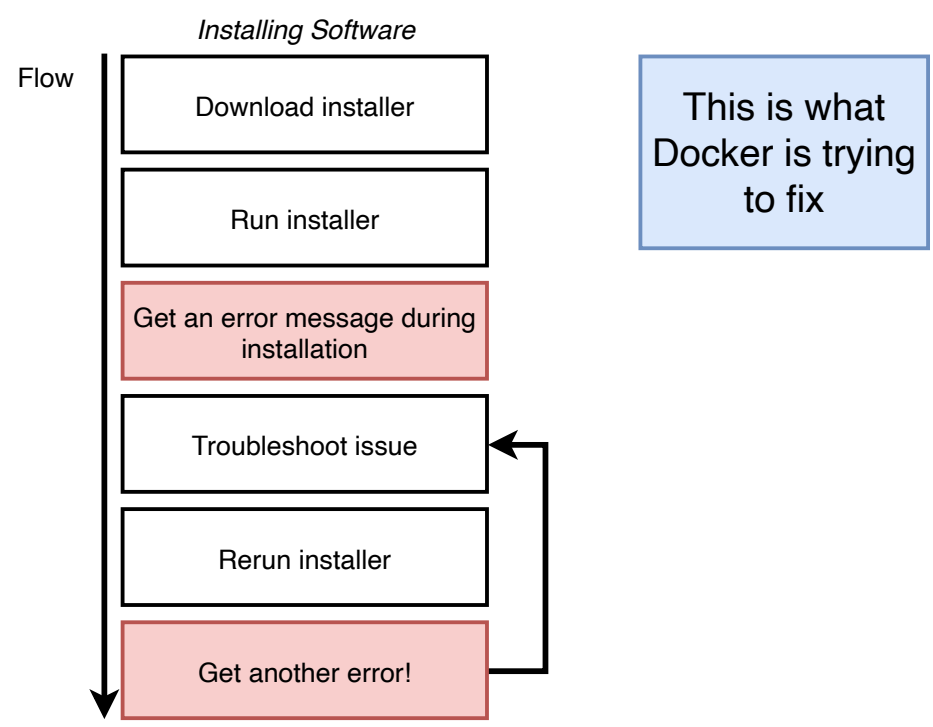 Installing Software
Flow
Download installer
Run installer
Get an error message during
installation
Troubleshoot issue
Rerun installer
Get another error!
This is what
Docker is trying
to fix